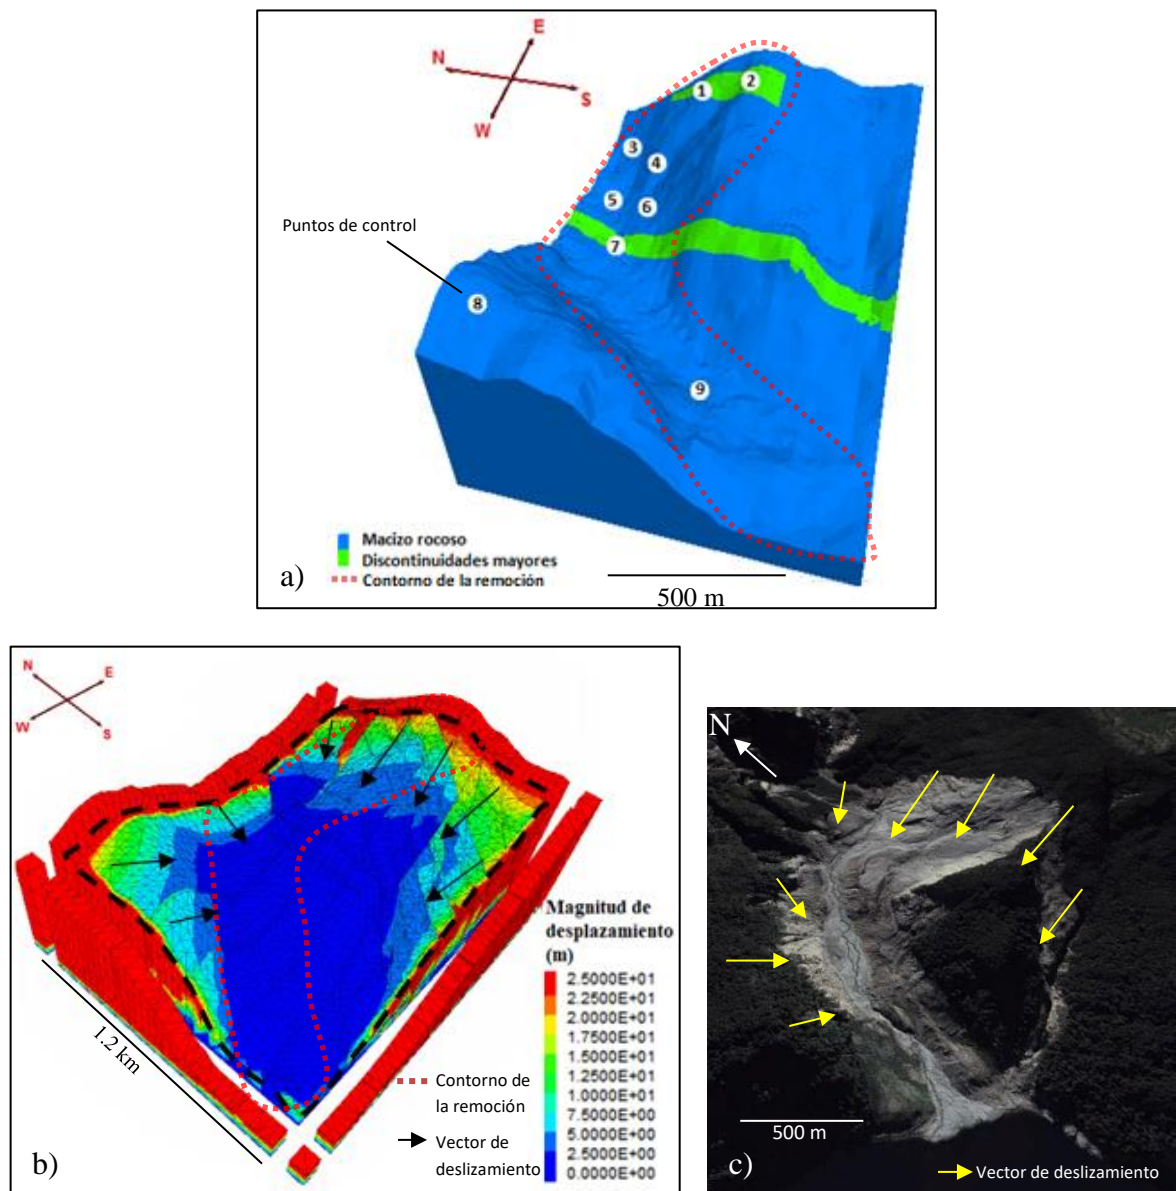 E
N
S
W
1
2
3
4
5
6
7
8
9
Puntos de control
Macizo rocoso
Discontinuidades mayores
Contorno de la remoción
a)
500 m
N
E
W
S
1.2 km
Magnitud de
desplazamiento
(m)
2.5000E+01
2.2500E+01
2.0000E+01
1.7500E+01
1.5000E+01
1.2500E+01
1.0000E+01
7.5000E+00
5.0000E+00
2.5000E+00
0.0000E+00
Contorno de
la remoción
Vector de
deslizamiento
b)
N
500 m
c)
Vector de deslizamiento